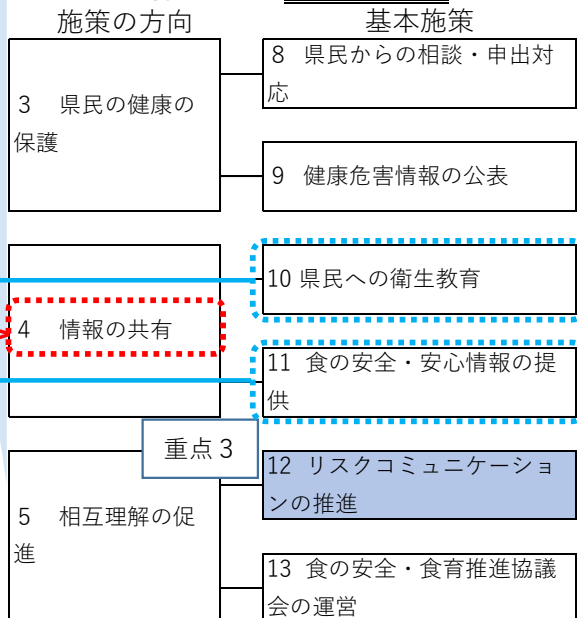 施策の方向
基本施策
3 県民の健康の
保護
8 県民からの相談・申出対
応
9 健康危害情報の公表
4 情報の共有
10 県民への衛生教育
11 食の安全・安心情報の提
供
重点3
5 相互理解の促
進
12 リスクコミュニケーショ
ンの推進
13 食の安全・食育推進協議
会の運営